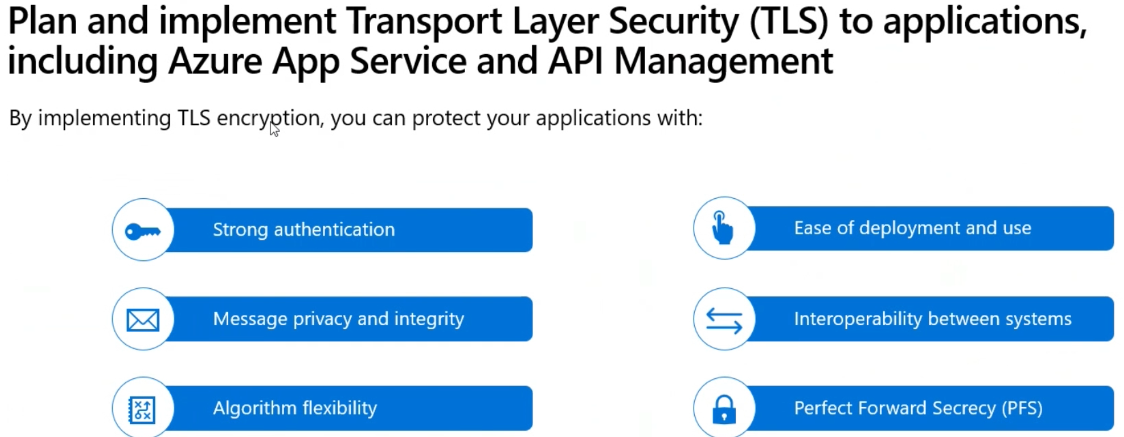 Plan and implement Transport Layer Security (TLS) to applications,
including Azure App Service and API Management
By implementing TLS encryption, you can protect your applications with:
Strong authentication
Ease of deployment and use
Message privacy and integrity
Interoperability between systems
Algorithm flexibility
Perfect Forward Secrecy (PFS)